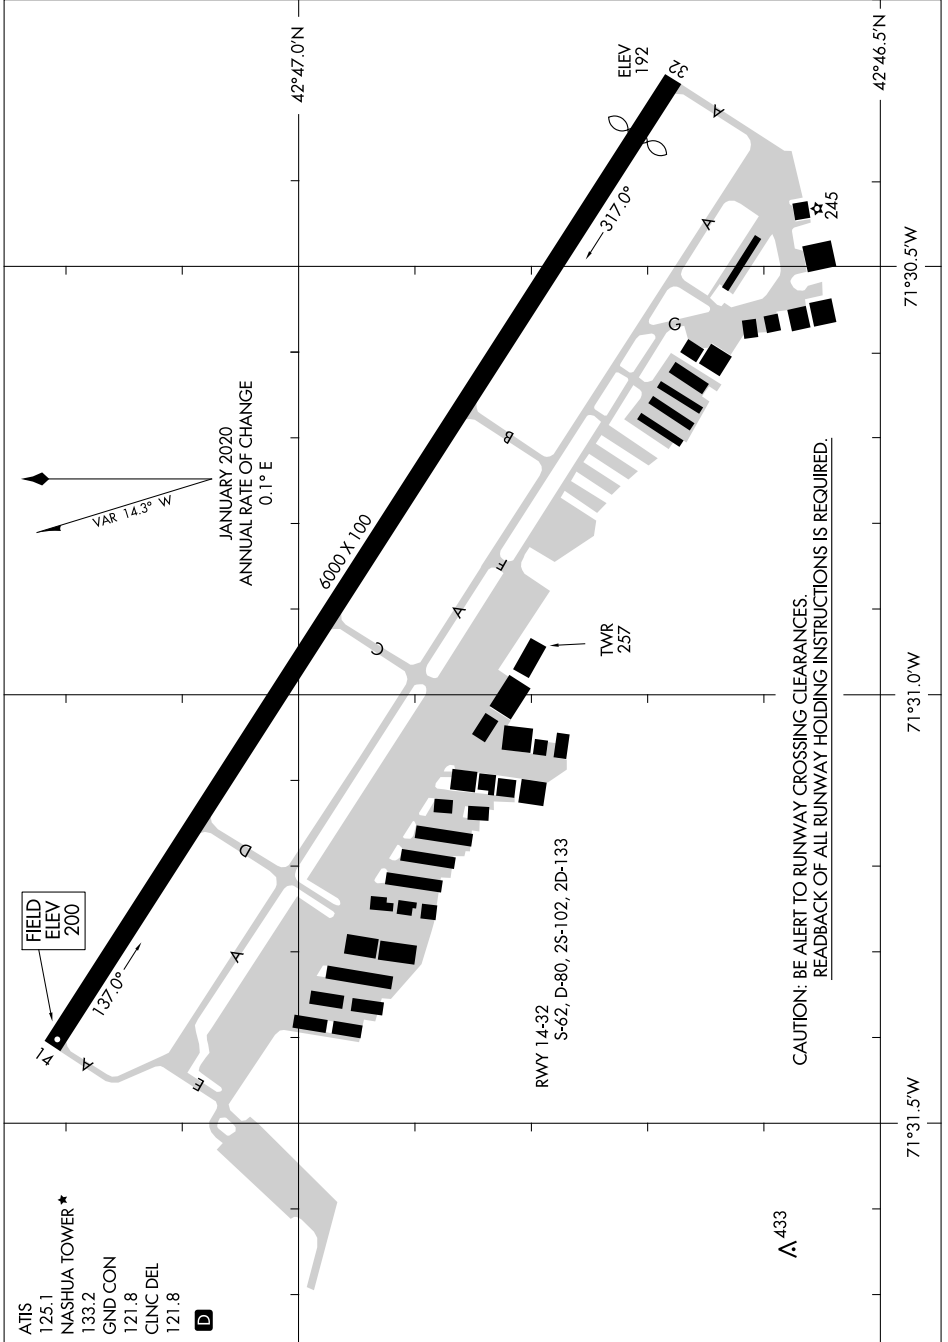 ATIS
125.1
NASHUA TOWER★
133.2
GND CON
121.8
CLNC DEL
121.8
D
FIELD
ELEV
200
14
137.0°
A
E
A
D
C
A
F
B
G
A
A
6000 X 100
317.0°
ELEV
192
32
VAR 14.3° W
JANUARY 2020
ANNUAL RATE OF CHANGE
0.1° E
TWR
257
245
433
RWY 14-32
S-62, D-80, 2S-102, 2D-133
CAUTION: BE ALERT TO RUNWAY CROSSING CLEARANCES.
READBACK OF ALL RUNWAY HOLDING INSTRUCTIONS IS REQUIRED.
42°47.0'N
42°46.5'N
71°31.5'W
71°31.0'W
71°30.5'W